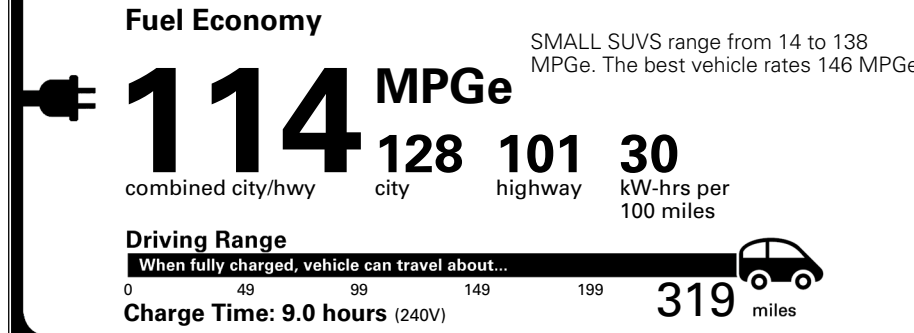 Fuel Economy
SMALL SUVS range from 14 to 138
MPGe. The best vehicle rates 146 MPGe
114 MPGe
combined city/hwy
128 101 30
city highway kW-hrs per
100 miles
Driving Range
When fully charged, vehicle can travel about...
0 49 99 149 199 319 miles
Charge Time: 9.0 hours (240V)